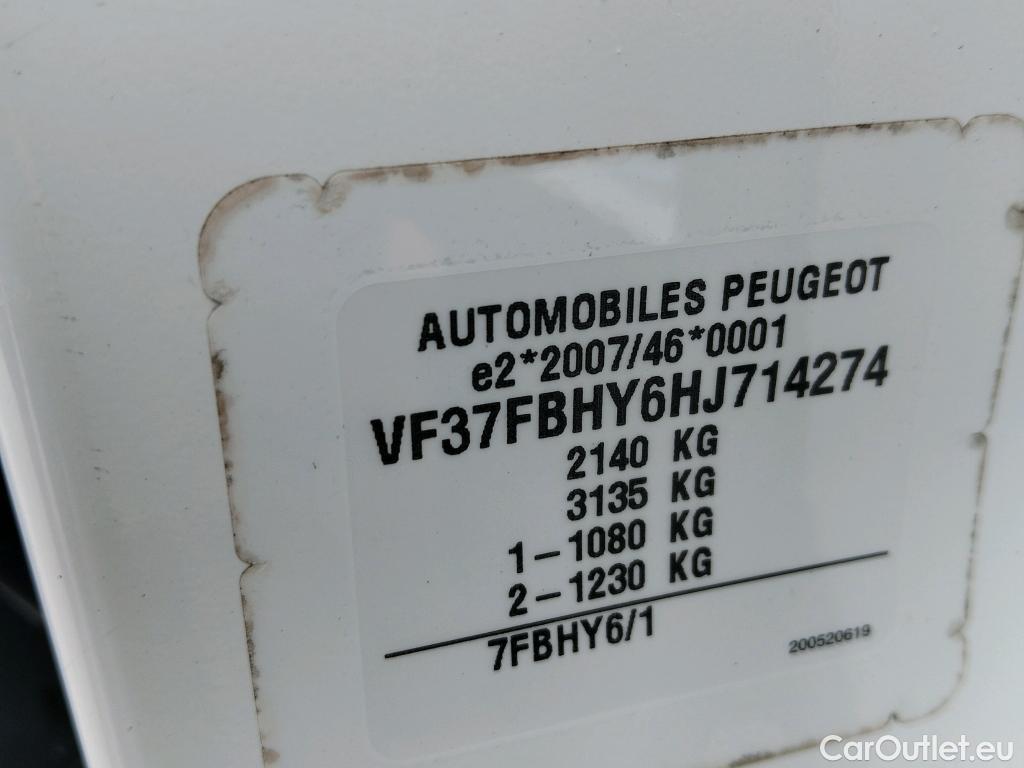 AUTOMOBILES PEUGEOT
e2*2007/46*0001
VF37FBHY6HJ714274
2140 KG
3135 KG
1-1080 KG
2-1230 KG
7FBHY6/1
200520619
CarOutlet.eu